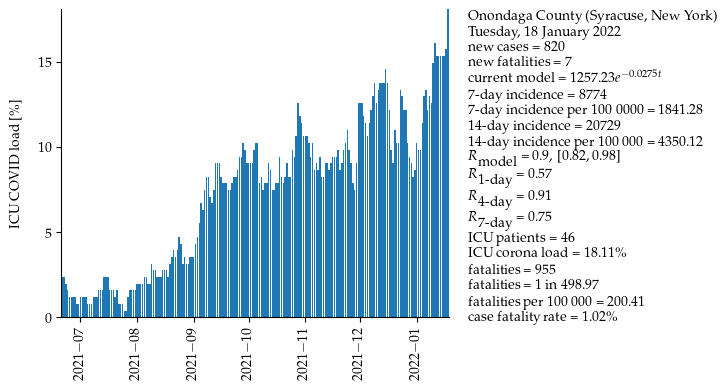 Onondaga County (Syracuse, New York)
Tuesday, 18 January 2022
new cases = 820
new fatalities = 7
current model = 1257.23e^{-0.0275t}
7-day incidence = 8774
7-day incidence per 100 0000 = 1841.28
14-day incidence = 20729
14-day incidence per 100 000 = 4350.12
R_model = 0.9, [0.82, 0.98]
R_1-day = 0.57
R_4-day = 0.91
R_7-day = 0.75
ICU patients = 46
ICU corona load = 18.11%
fatalities = 955
fatalities = 1 in 498.97
fatalities per 100 000 = 200.41
case fatality rate = 1.02%
ICU COVID load [%]
15
10
5
0
2021−07
2021−08
2021−09
2021−10
2021−11
2021−12
2022−01